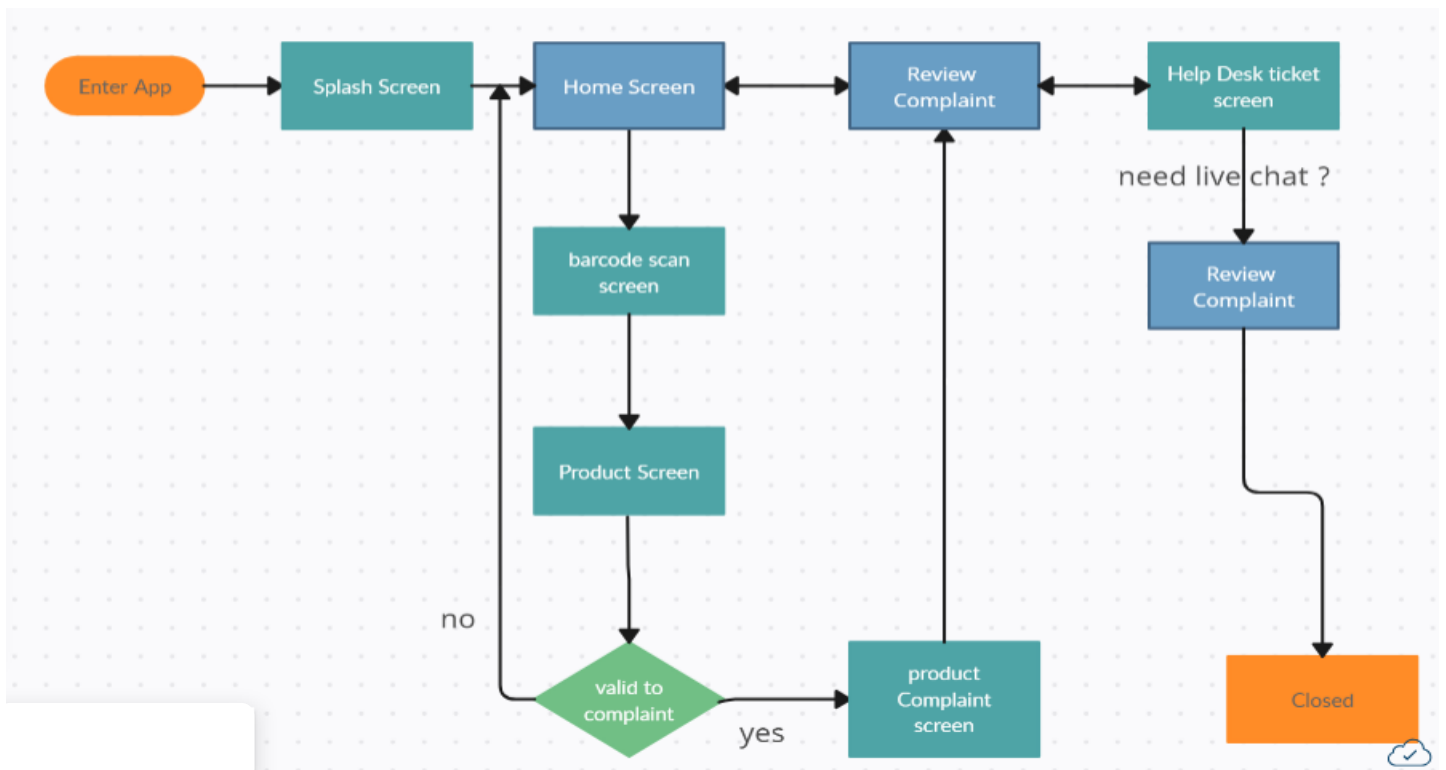 Enter App
Splash Screen
Home Screen
Review
Complaint
Help Desk ticket
screen
need live chat ?
barcode scan
screen
Review
Complaint
Product Screen
no
valid to
complaint
yes
product
Complaint
screen
Closed